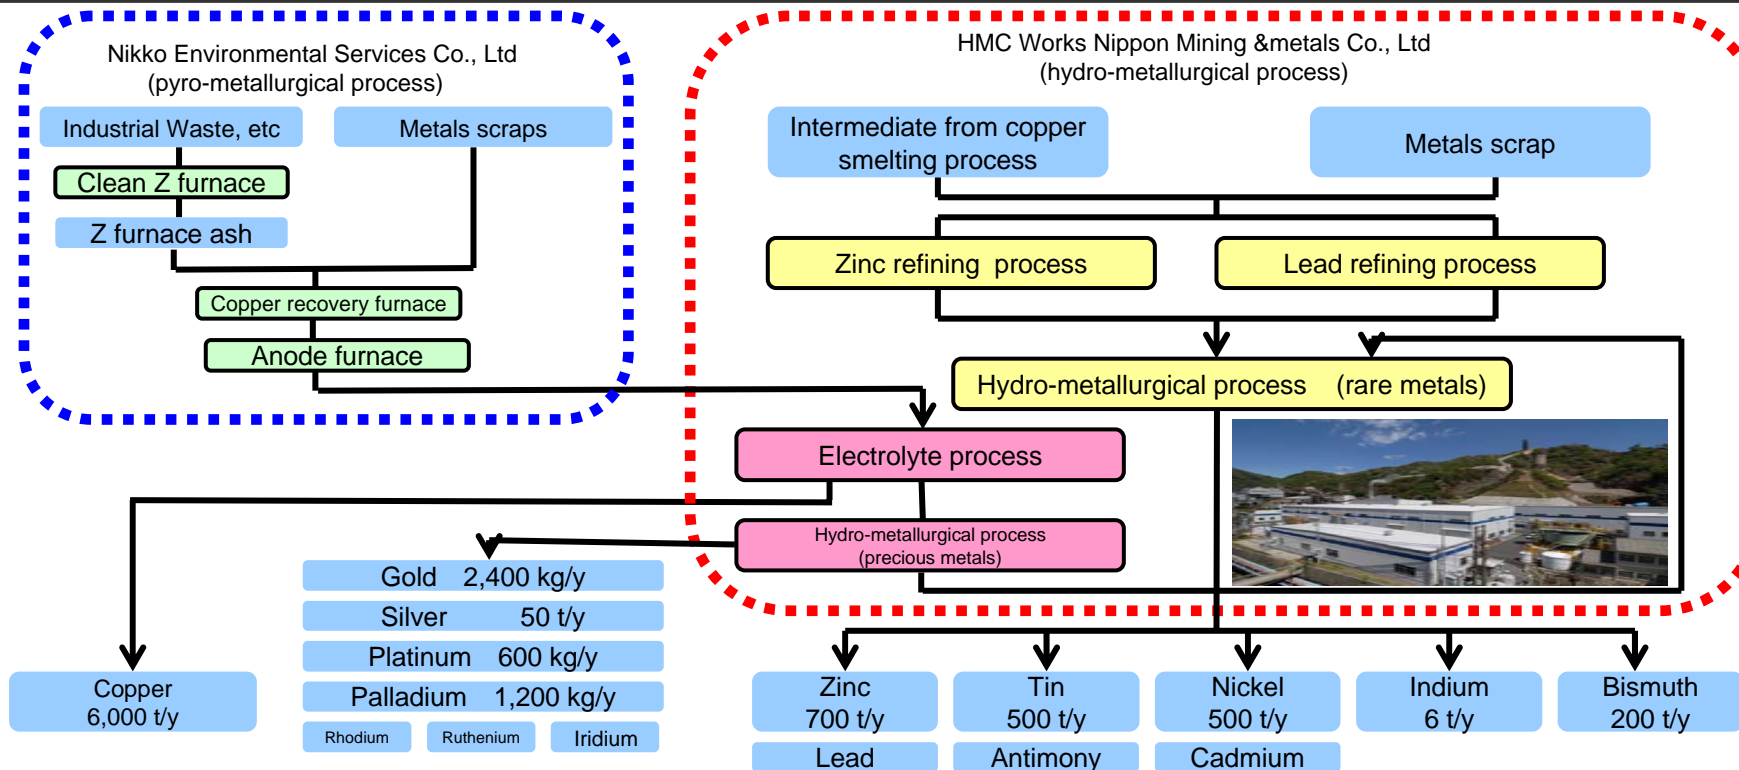 Nikko Environmental Services Co., Ltd
(pyro-metallurgical process)
Industrial Waste, etc
Metals scraps
Clean Z furnace
Z furnace ash
Copper recovery furnace
Anode furnace
HMC Works Nippon Mining &metals Co., Ltd
(hydro-metallurgical process)
Intermediate from copper
smelting process
Metals scrap
Zinc refining process
Lead refining process
Hydro-metallurgical process (rare metals)
Electrolyte process
Hydro-metallurgical process
(precious metals)
Copper
6,000 t/y
Gold 2,400 kg/y
Silver 50 t/y
Platinum 600 kg/y
Palladium 1,200 kg/y
Rhodium
Ruthenium
Iridium
Zinc
700 t/y
Tin
500 t/y
Nickel
500 t/y
Indium
6 t/y
Bismuth
200 t/y
Lead
Antimony
Cadmium